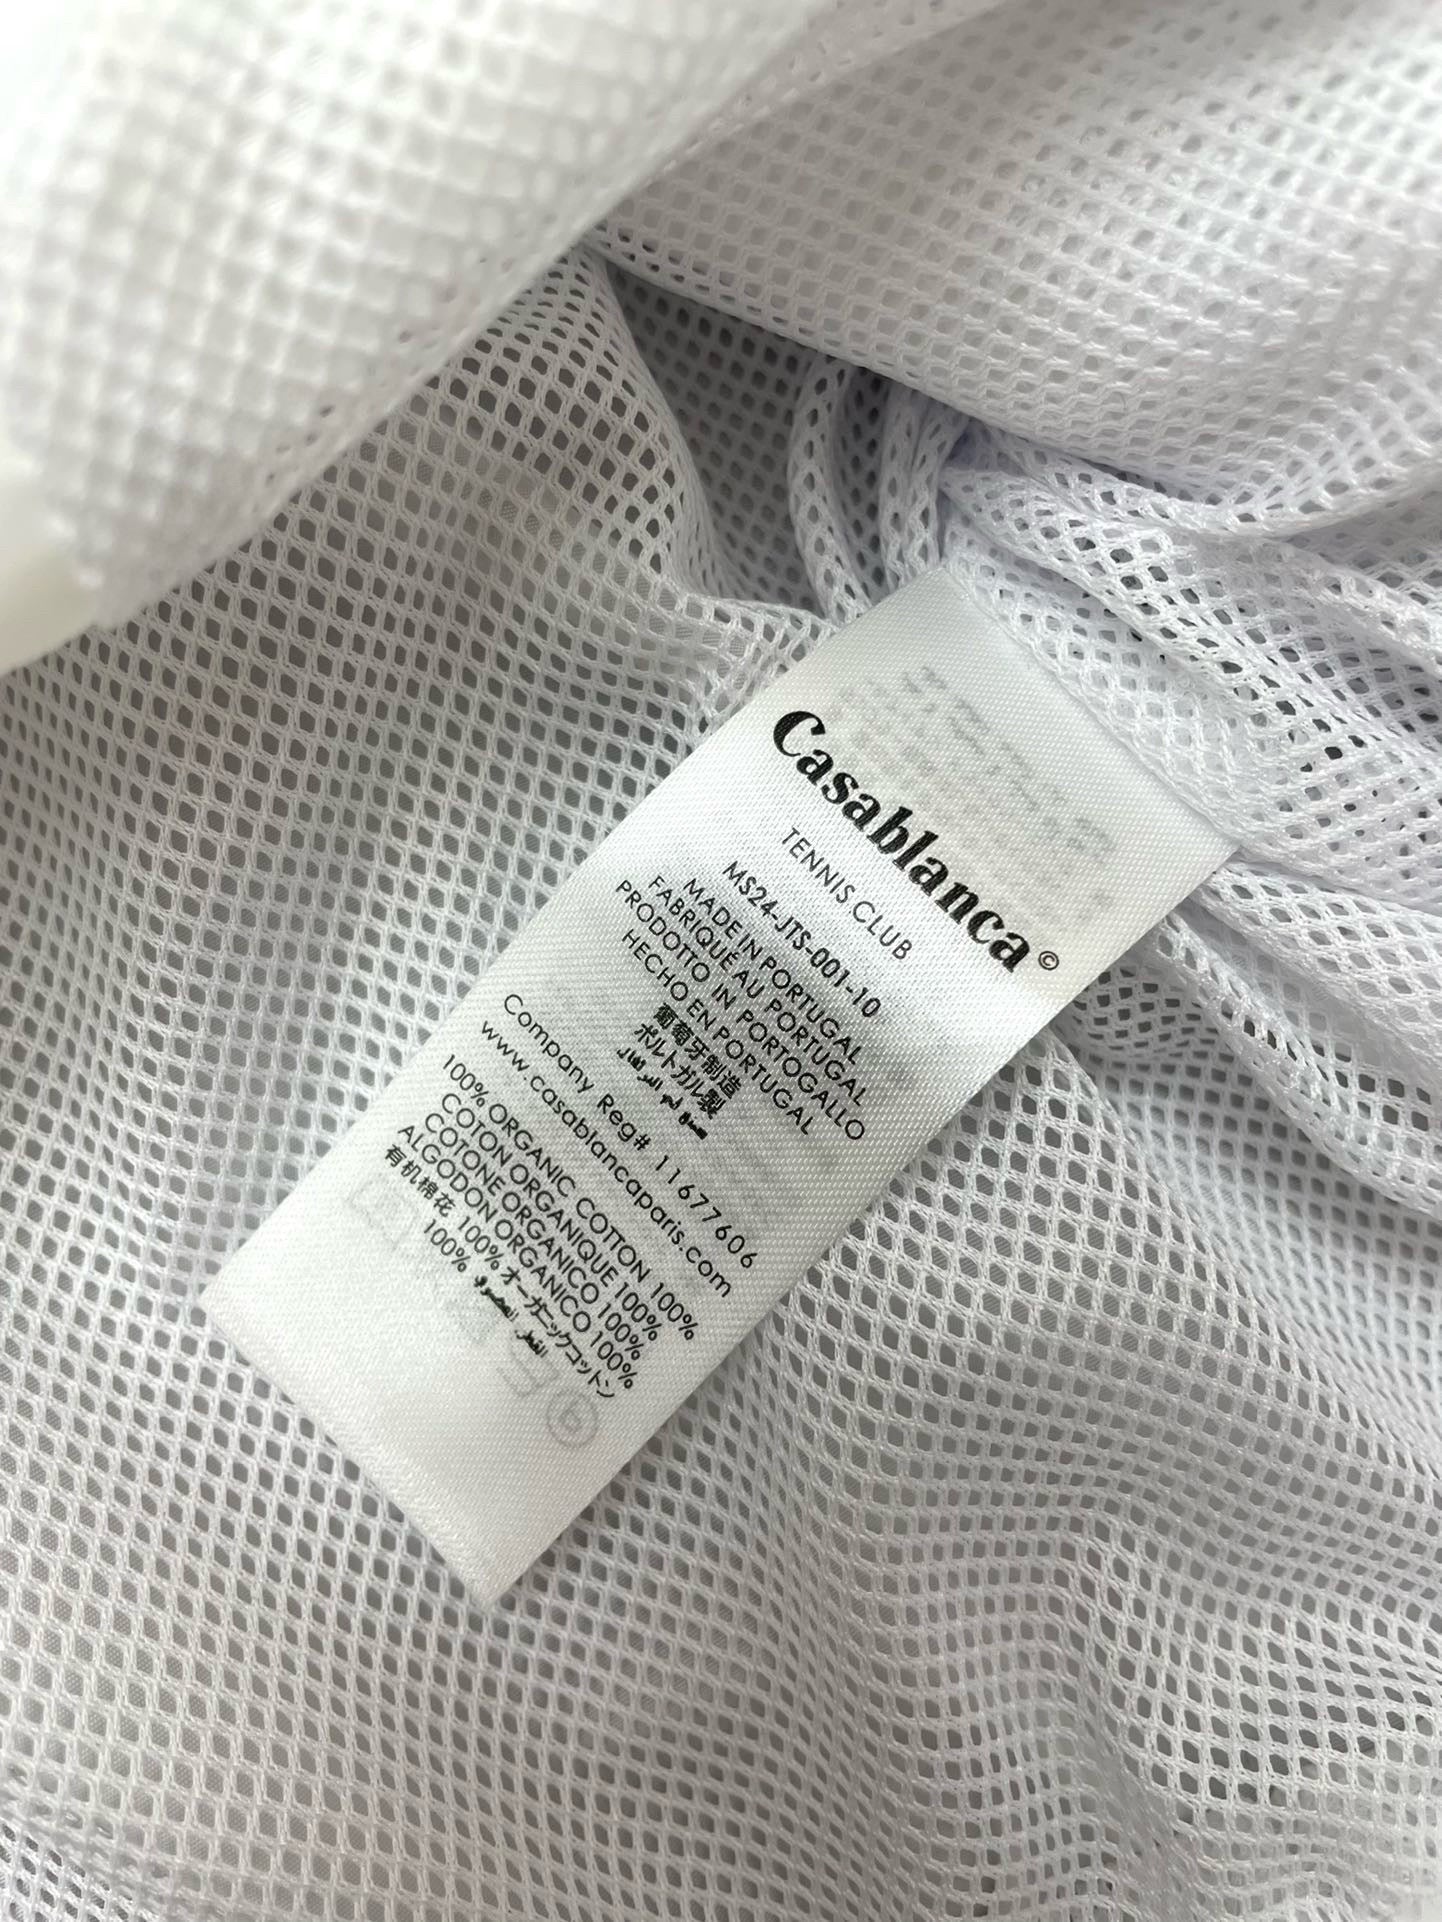 Casablanca©
TENNIS CLUB
MS24-JTS-001-10
MADE IN PORTUGAL
FABRIQUÉ AU PORTUGAL
PRODOTTO IN PORTOGALLO
HECHO EN PORTUGAL
葡萄牙制造
ポルトガル製
Company Reg# 11677606
www.casablancaparis.com
100% ORGANIC COTTON 100%
COTON ORGANIQUE 100%
COTONE ORGANICO 100%
ALGODON ORGANICO 100%
有机棉花 100% オーガニックコットン
100% القطن العضوي